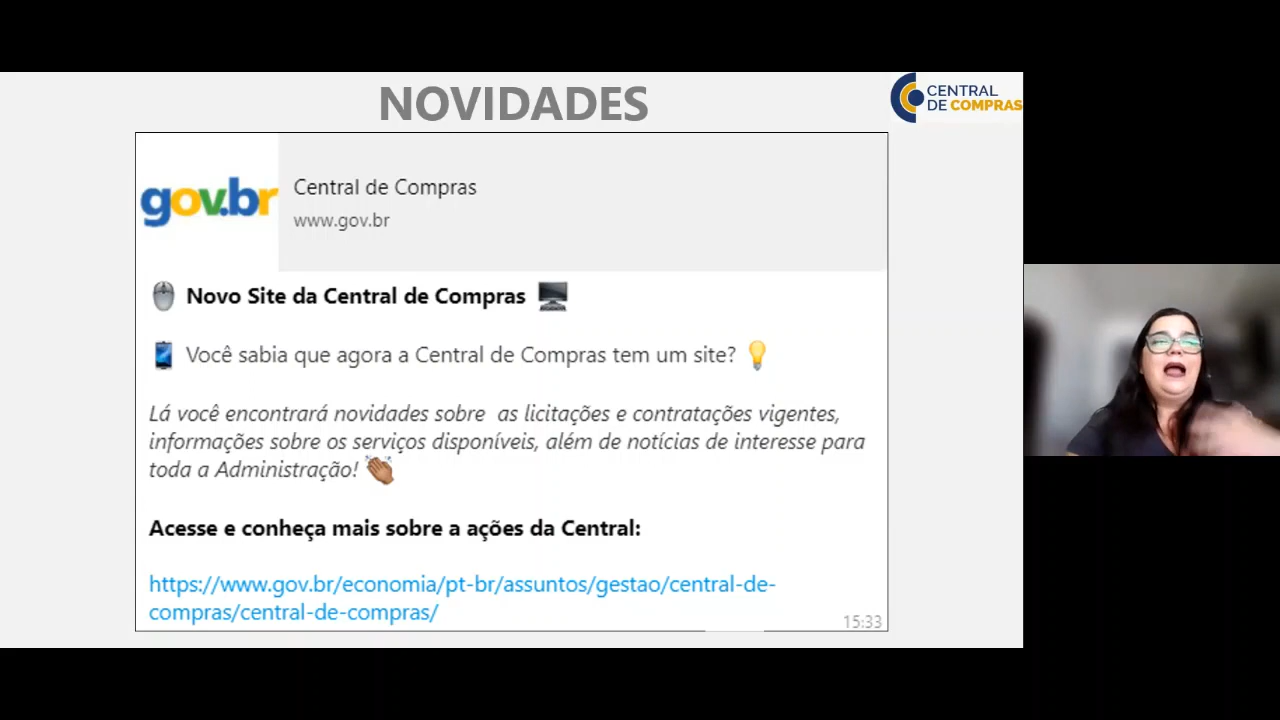 NOVIDADES
CENTRAL
DE COMPRAS
gov.br
Central de Compras
www.gov.br
Novo Site da Central de Compras
Você sabia que agora a Central de Compras tem um site?
Lá você encontrará novidades sobre as licitações e contratações vigentes,
informações sobre os serviços disponíveis, além de notícias de interesse para
toda a Administração!
Acesse e conheça mais sobre a ações da Central:
https://www.gov.br/economia/pt-br/assuntos/gestao/central-de-
compras/central-de-compras/
15:33